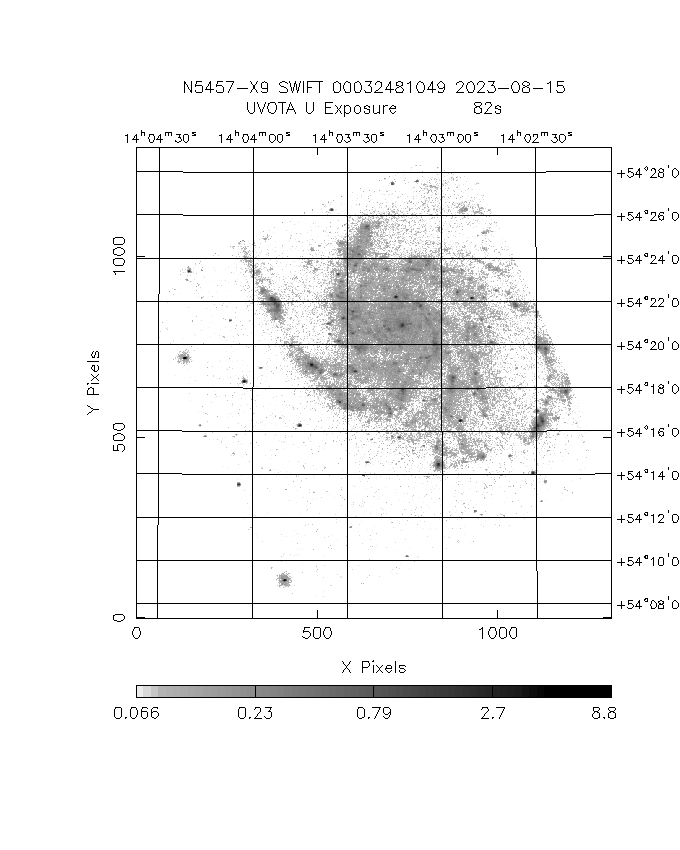 N5457-X9 SWIFT 00032481049 2023-08-15
UVOTA U Exposure 82s
14h04m30s 14h04m00s 14h03m30s 14h03m00s 14h02m30s
+54°28'0
+54°26'0
+54°24'0
+54°22'0
+54°20'0
+54°18'0
+54°16'0
+54°14'0
+54°12'0
+54°10'0
+54°08'0
Y Pixels
1000
500
0
0 500 1000
X Pixels
0.066 0.23 0.79 2.7 8.8